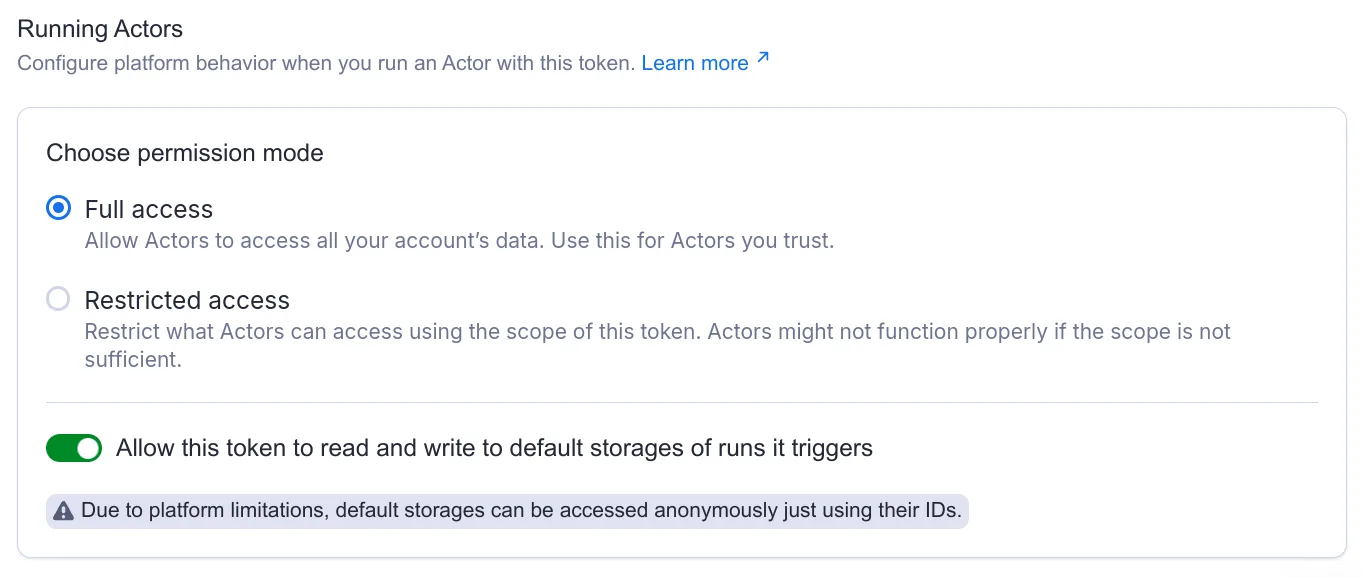 Running Actors
Configure platform behavior when you run an Actor with this token. Learn more ↗
Choose permission mode
Full access
Allow Actors to access all your account’s data. Use this for Actors you trust.
Restricted access
Restrict what Actors can access using the scope of this token. Actors might not function properly if the scope is not
sufficient.
Allow this token to read and write to default storages of runs it triggers
Due to platform limitations, default storages can be accessed anonymously just using their IDs.